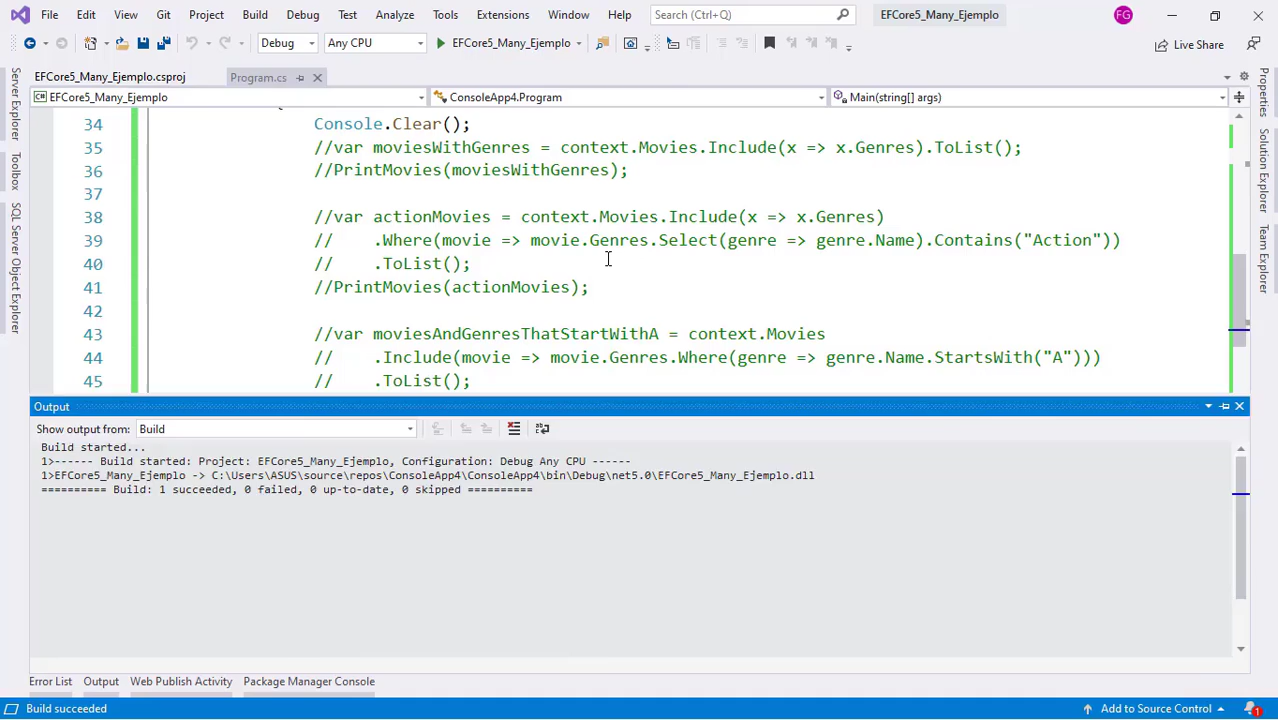 File Edit View Git Project Build Debug Test Analyze Tools Extensions Window Help Search (Ctrl+Q) EFCore5_Many_Ejemplo FG
Debug Any CPU EFCore5_Many_Ejemplo Live Share
EFCore5_Many_Ejemplo.csproj Program.cs
EFCore5_Many_Ejemplo ConsoleApp4.Program Main(string[] args)
Server Explorer
Toolbox
SQL Server Object Explorer
34 Console.Clear();
35 //var moviesWithGenres = context.Movies.Include(x => x.Genres).ToList();
36 //PrintMovies(moviesWithGenres);
37
38 //var actionMovies = context.Movies.Include(x => x.Genres)
39 // .Where(movie => movie.Genres.Select(genre => genre.Name).Contains("Action"))
40 // .ToList();
41 //PrintMovies(actionMovies);
42
43 //var moviesAndGenresThatStartWithA = context.Movies
44 // .Include(movie => movie.Genres.Where(genre => genre.Name.StartsWith("A")))
45 // .ToList();
Properties
Solution Explorer
Team Explorer
Output
Show output from: Build
Build started...
1>------ Build started: Project: EFCore5_Many_Ejemplo, Configuration: Debug Any CPU ------
1>EFCore5_Many_Ejemplo -> C:\Users\ASUS\source\repos\ConsoleApp4\ConsoleApp4\bin\Debug\net5.0\EFCore5_Many_Ejemplo.dll
========== Build: 1 succeeded, 0 failed, 0 up-to-date, 0 skipped ==========
Error List Output Web Publish Activity Package Manager Console
Build succeeded Add to Source Control 1